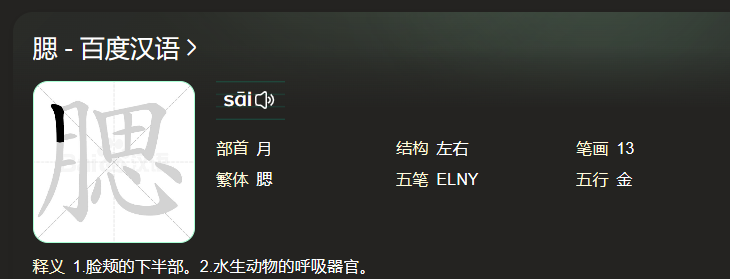 腮 - 百度汉语
sāi
腮
部首 月 结构 左右 笔画 13
繁体 腮 五笔 ELNY 五行 金
释义 1.脸颊的下半部。2.水生动物的呼吸器官。